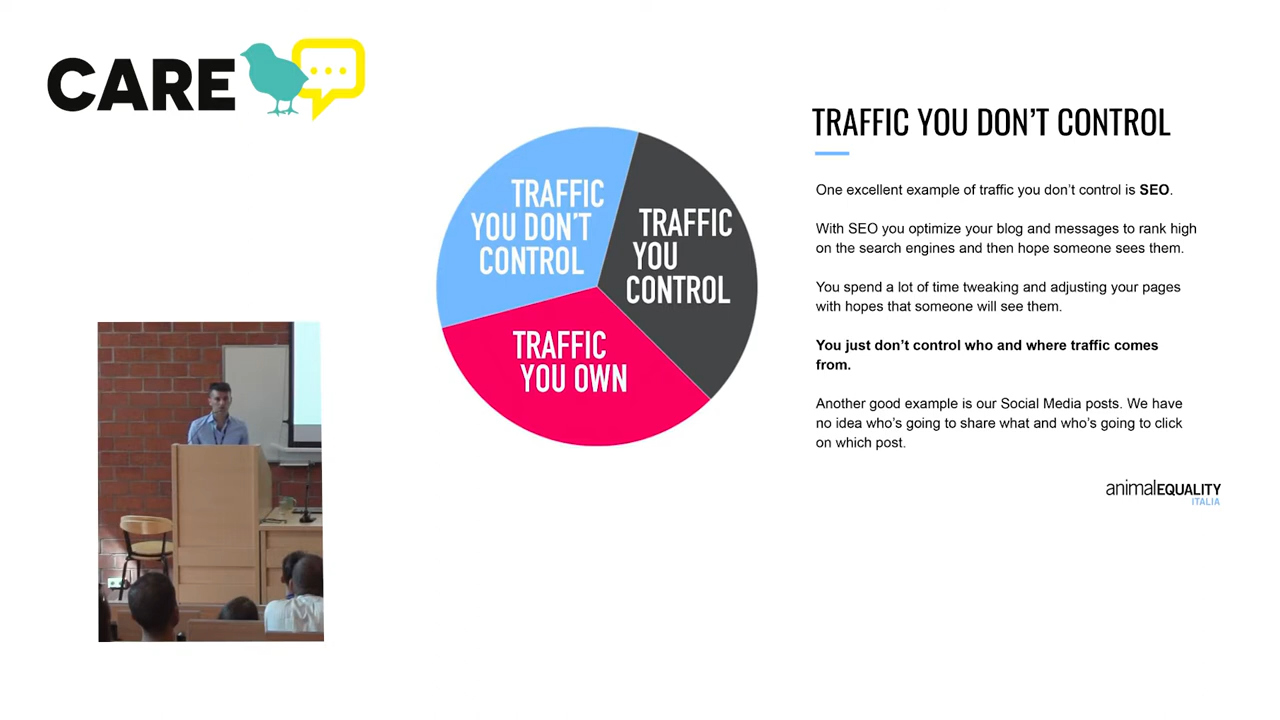 CARE
TRAFFIC
YOU DON'T
CONTROL
TRAFFIC
YOU
CONTROL
TRAFFIC
YOU OWN
TRAFFIC YOU DON'T CONTROL
One excellent example of traffic you don't control is SEO.
With SEO you optimize your blog and messages to rank high
on the search engines and then hope someone sees them.
You spend a lot of time tweaking and adjusting your pages
with hopes that someone will see them.
You just don't control who and where traffic comes
from.
Another good example is our Social Media posts. We have
no idea who's going to share what and who's going to click
on which post.
animalEQUALITY
ITALIA